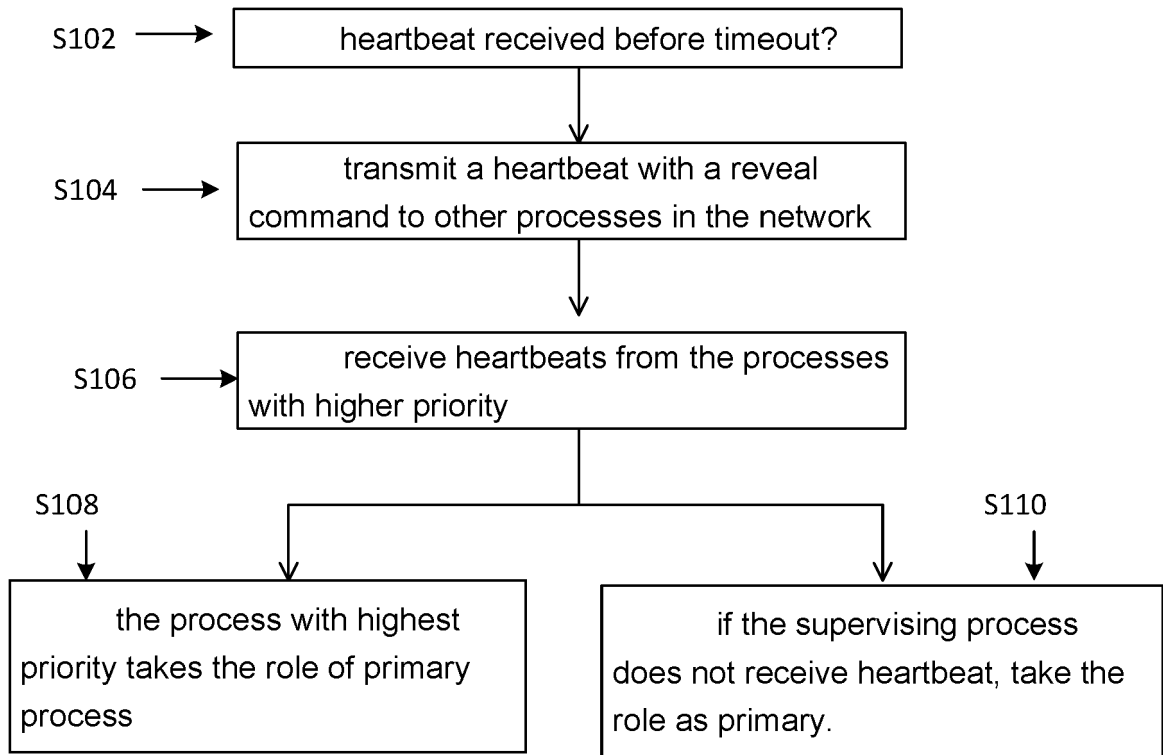 S102
heartbeat received before timeout?
S104
transmit a heartbeat with a reveal
command to other processes in the network
S106
receive heartbeats from the processes
with higher priority
S108
S110
the process with highest
priority takes the role of primary
process
if the supervising process
does not receive heartbeat, take the
role as primary.